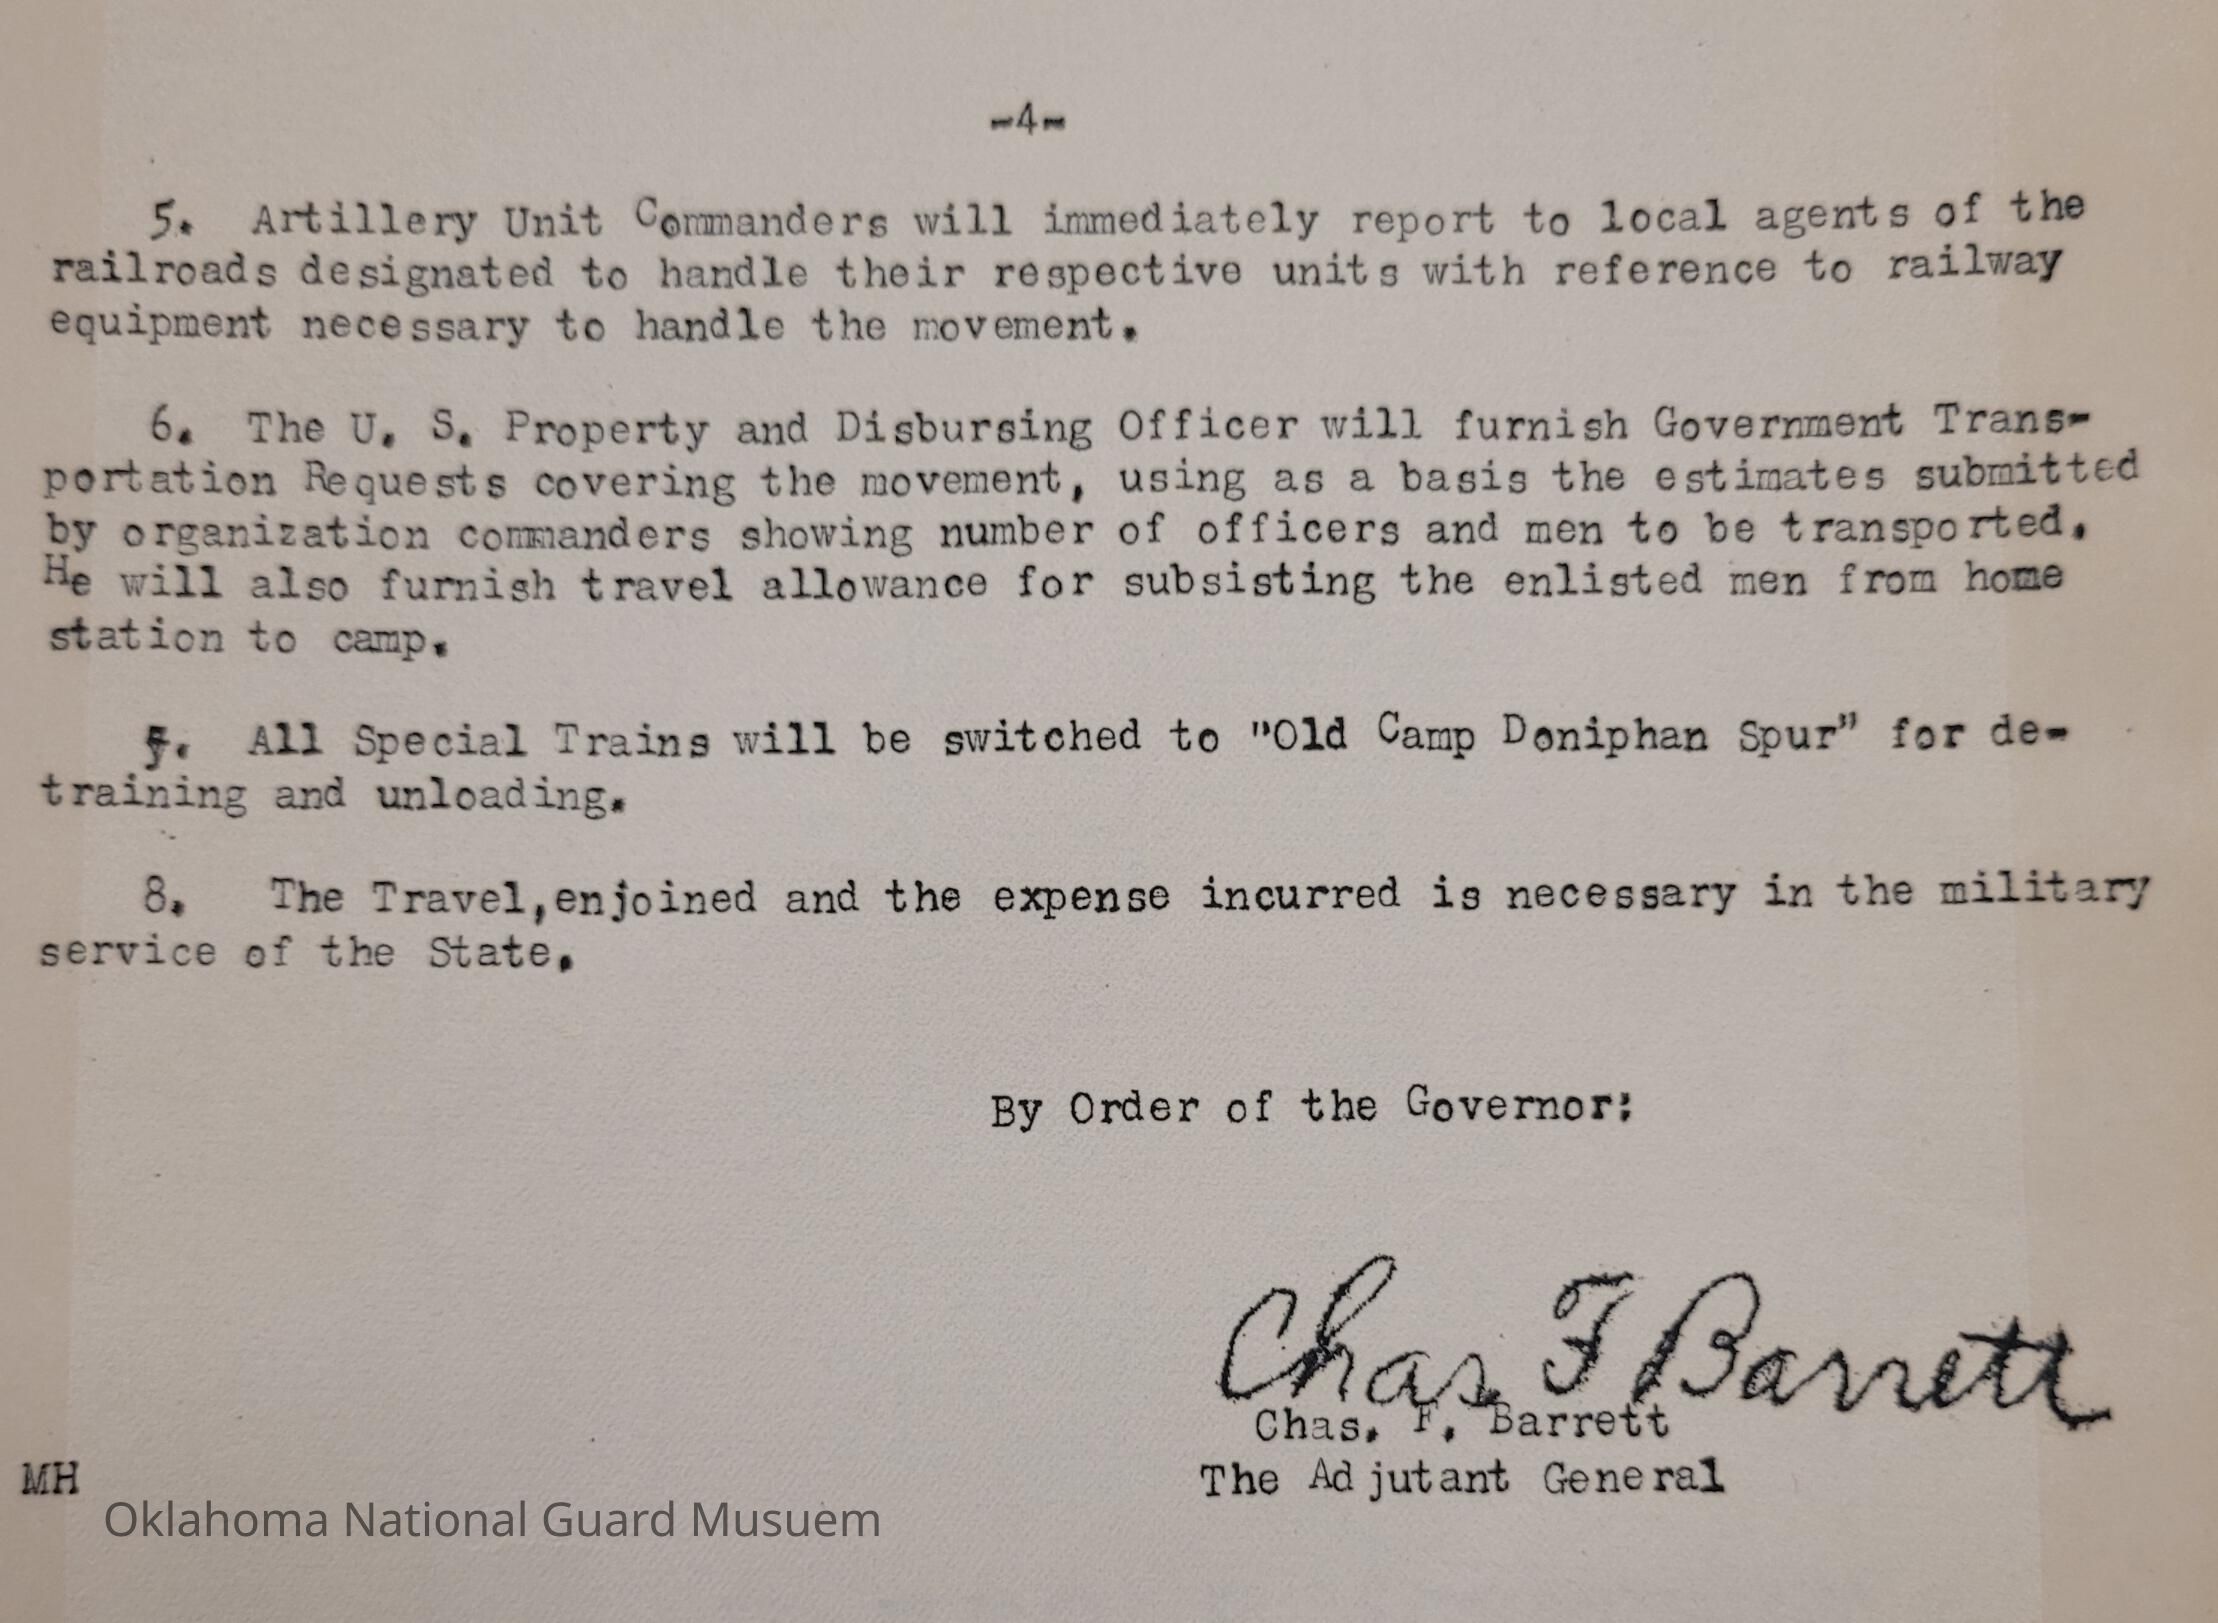 -4-
5. Artillery Unit Commanders will immediately report to local agents of the
railroads designated to handle their respective units with reference to railway
equipment necessary to handle the movement.
6. The U. S. Property and Disbursing Officer will furnish Government Trans-
portation Requests covering the movement, using as a basis the estimates submitted
by organization commanders showing number of officers and men to be transported.
He will also furnish travel allowance for subsisting the enlisted men from home
station to camp.
7. All Special Trains will be switched to "Old Camp Doniphan Spur" for de-
training and unloading.
8. The Travel,enjoined and the expense incurred is necessary in the military
service of the State.
By Order of the Governor:
Chas F Barrett
Chas. F. Barrett
The Adjutant General
MH
Oklahoma National Guard Musuem